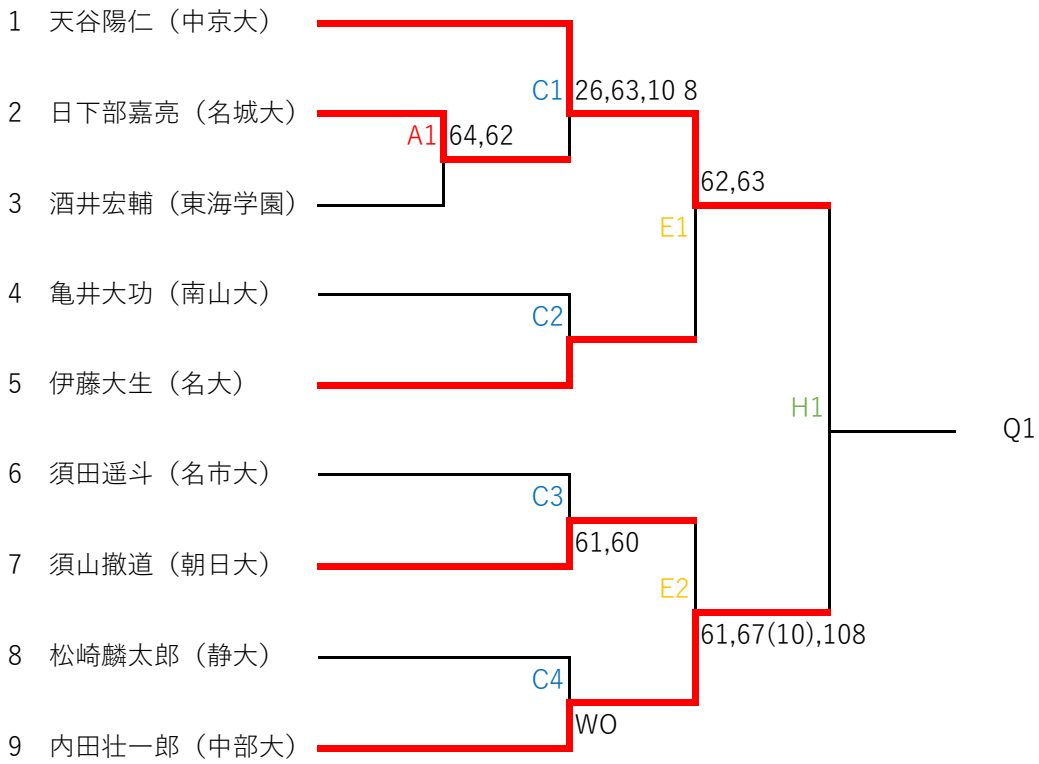 1 天谷陽仁（中京大）
C1 26,63,10 8
2 日下部嘉亮（名城大）
A1 64,62
62,63
3 酒井宏輔（東海学園）
E1
4 亀井大功（南山大）
C2
5 伊藤大生（名大）
H1
Q1
6 須田遥斗（名市大）
C3
61,60
7 須山撤道（朝日大）
E2
61,67(10),108
8 松崎麟太郎（静大）
C4
WO
9 内田壮一郎（中部大）